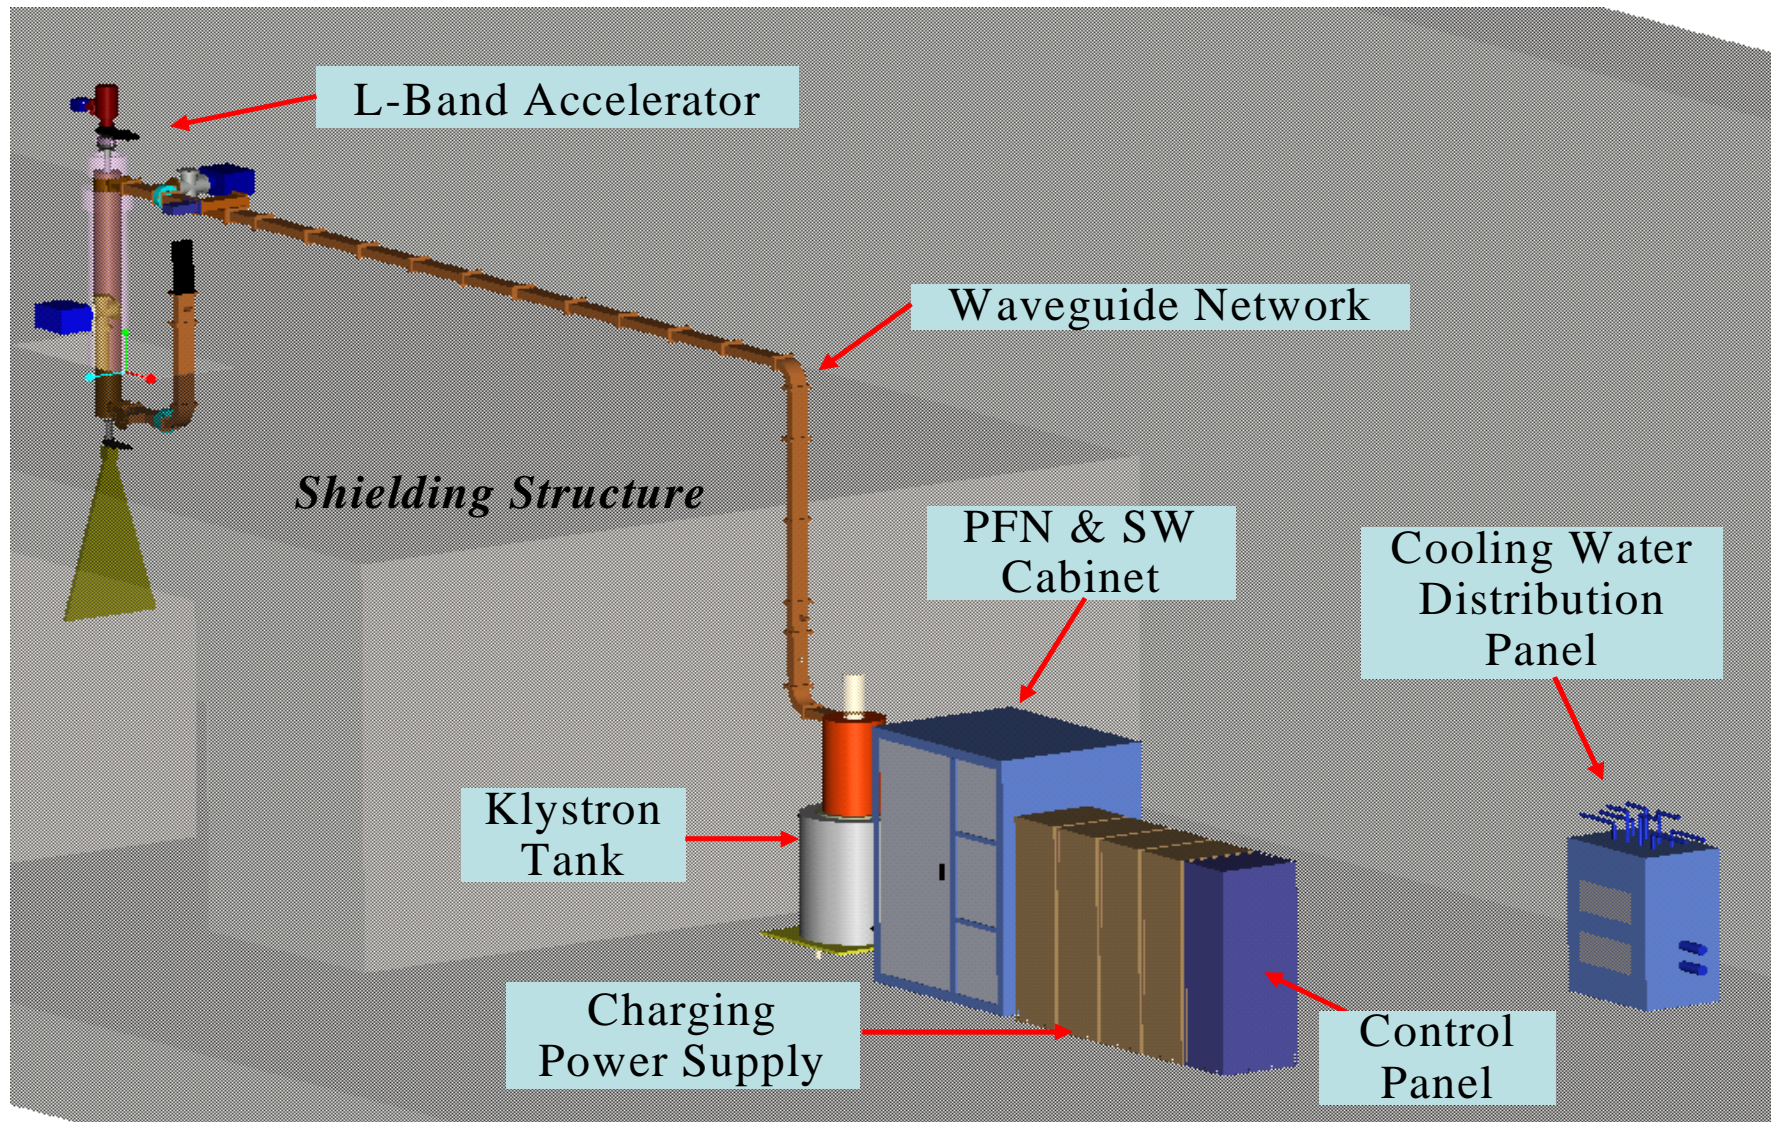 L-Band Accelerator
Waveguide Network
Shielding Structure
PFN & SW
Cabinet
Cooling Water
Distribution
Panel
Klystron
Tank
Charging
Power Supply
Control
Panel